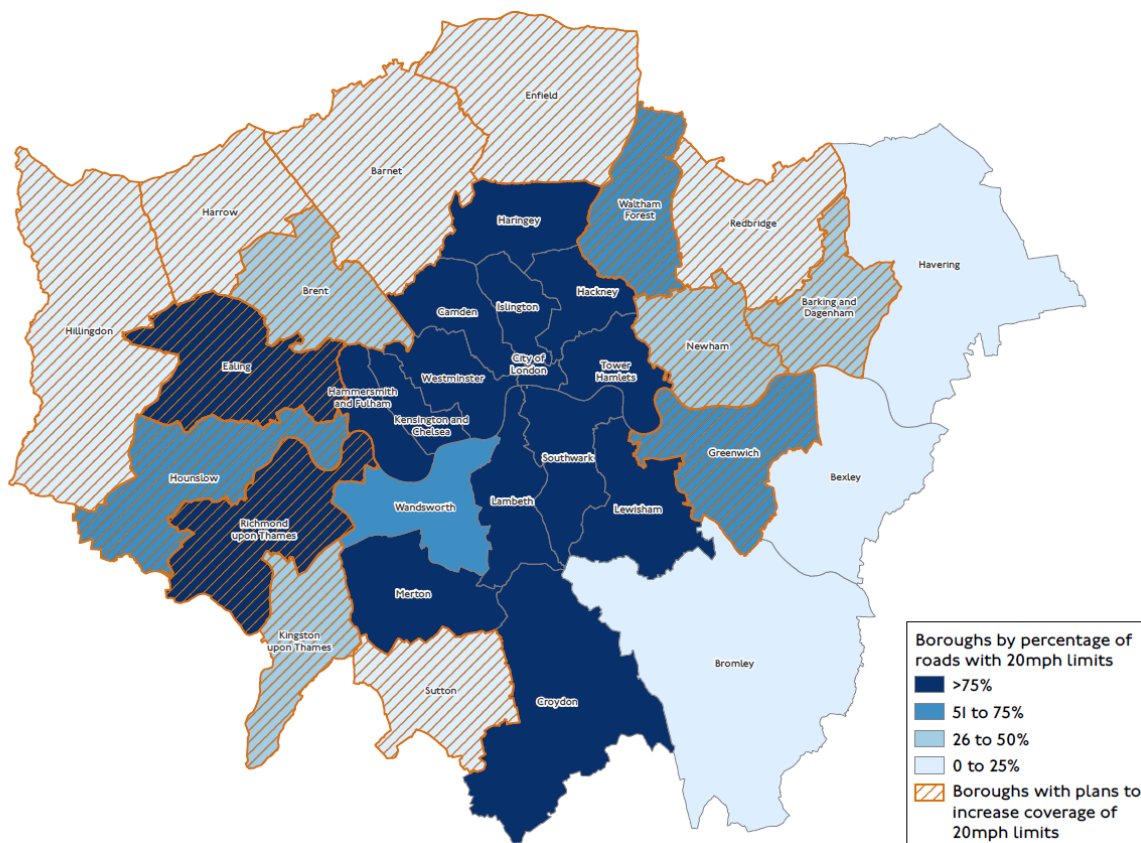 Enfield
Barnet
Harrow
Haringey
Waltham
Forest
Redbridge
Havering
Hillingdon
Brent
Camden
Islington
Hackney
Barking and
Dagenham
Newham
Ealing
Westminster
City of
London
Tower
Hamlets
Hammersmith
and Fulham
Kensington and
Chelsea
Southwark
Greenwich
Bexley
Hounslow
Richmond
upon Thames
Wandsworth
Lambeth
Lewisham
Merton
Kingston
upon Thames
Sutton
Croydon
Bromley
Boroughs by percentage of
roads with 20mph limits
>75%
51 to 75%
26 to 50%
0 to 25%
Boroughs with plans to
increase coverage of
20mph limits